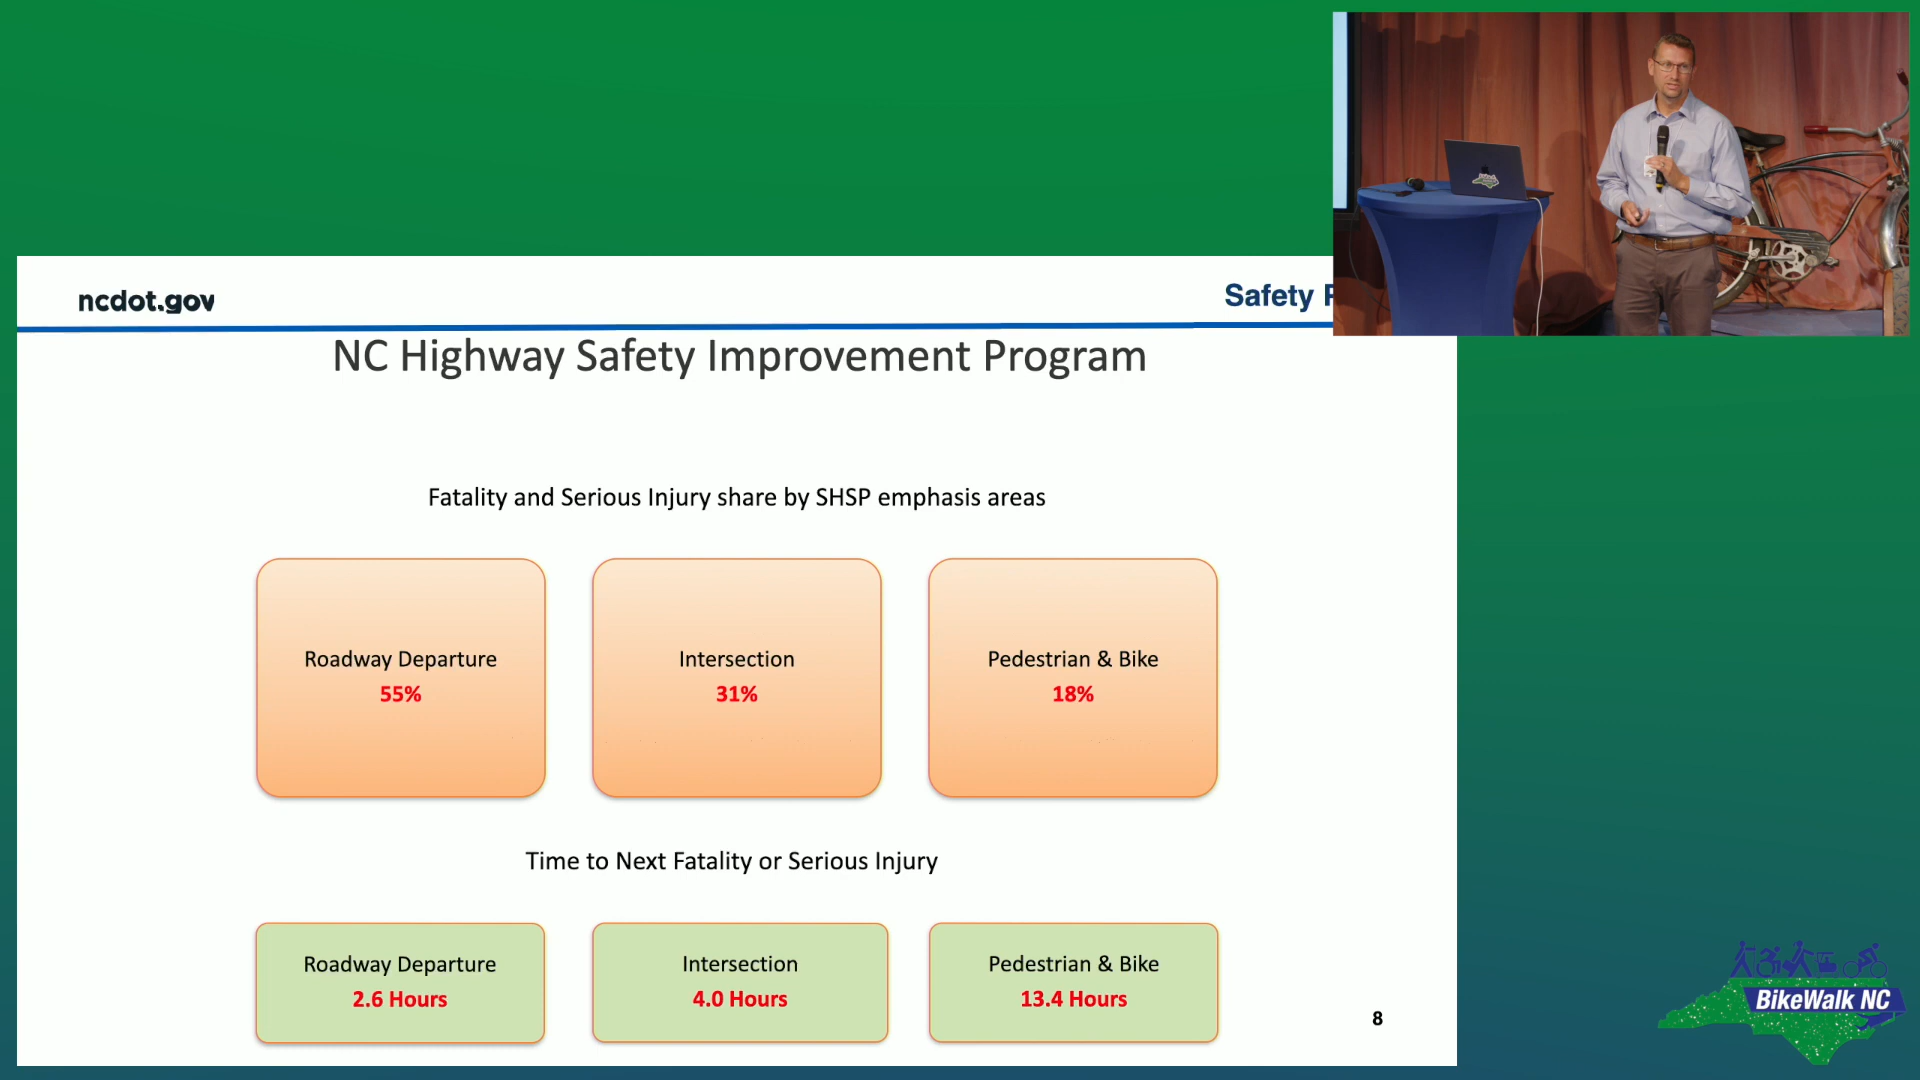 ncdot.gov
Safety
NC Highway Safety Improvement Program
Fatality and Serious Injury share by SHSP emphasis areas
Roadway Departure
55%
Intersection
31%
Pedestrian & Bike
18%
Time to Next Fatality or Serious Injury
Roadway Departure
2.6 Hours
Intersection
4.0 Hours
Pedestrian & Bike
13.4 Hours
8
BikeWalk NC